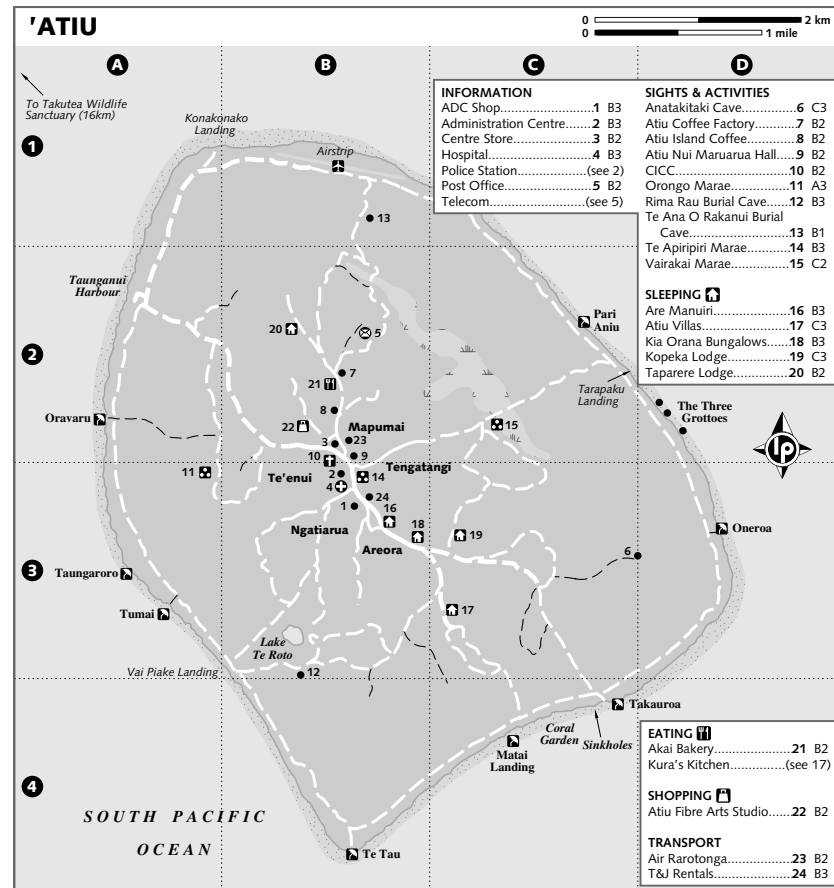 'ATIU
0 2 km
0 1 mile
A
B
C
D
1
2
3
4
To Takutea Wildlife
Sanctuary (16km)
Konakonako
Landing
Airstrip
13
INFORMATION
ADC Shop....................1 B3
Administration Centre....2 B3
Centre Store................3 B2
Hospital......................4 B3
Police Station..............(see 2)
Post Office..................5 B2
Telecom.....................(see 5)
SIGHTS & ACTIVITIES
Anatakitaki Cave..............6 C3
Atiu Coffee Factory...........7 B2
Atiu Island Coffee............8 B2
Atiu Nui Maruarua Hall.....9 B2
CICC............................10 B2
Orongo Marae.................11 A3
Rima Rau Burial Cave......12 B3
Te Ana O Rakanui Burial
Cave..........................13 B1
Te Apiripiri Marae............14 B3
Vairakai Marae.................15 C2
SLEEPING
Are Manuiri.....................16 B3
Atiu Villas.......................17 C3
Kia Orana Bungalows......18 B3
Kopeka Lodge..................19 C3
Taparere Lodge................20 B2
Taunganui
Harbour
20
5
Pari
Aniu
21
7
Tarapaku
Landing
The Three
Grottoes
8
Oravaru
22
Mapumai
15
3
23
10
9
Tengatangi
lp
11
Te'enui
2
14
4
24
1
16
Ngatiarua
18
19
Oneroa
Areora
6
Taungaroro
Tumai
17
Lake
Te Roto
Vai Piake Landing
12
Takauroa
Coral
Garden
Sinkholes
Matai
Landing
SOUTH PACIFIC
OCEAN
Te Tau
EATING
Akai Bakery.....................21 B2
Kura's Kitchen.............(see 17)
SHOPPING
Atiu Fibre Arts Studio......22 B2
TRANSPORT
Air Rarotonga..................23 B2
T&J Rentals.....................24 B3